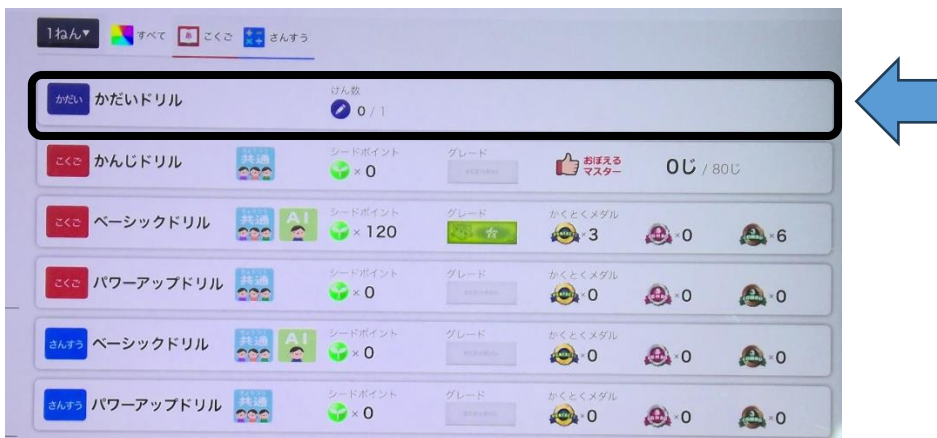 1ねん▼ すべて あ こくご さんすう
かだい かだいドリル けん数 0 / 1
こくご かんじドリル 共通 シードポイント × 0 グレード おぼえるマスター 0じ / 80じ
こくご ベーシックドリル 共通 AI シードポイント × 120 グレード かくとくメダル ×3 ×0 ×6
こくご パワーアップドリル 共通 シードポイント × 0 グレード かくとくメダル ×0 ×0 ×0
さんすう ベーシックドリル 共通 AI シードポイント × 0 グレード かくとくメダル ×0 ×0 ×0
さんすう パワーアップドリル 共通 シードポイント × 0 グレード かくとくメダル ×0 ×0 ×0